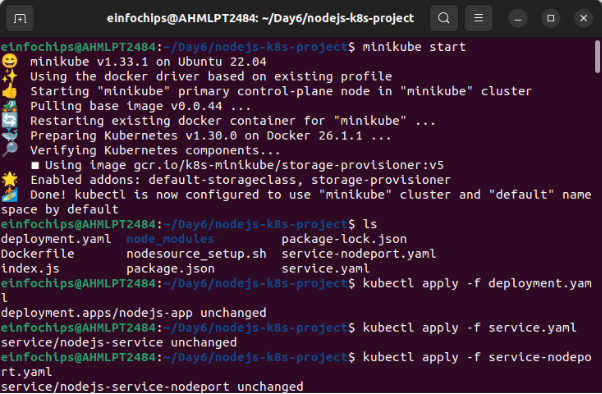 einfochips@AHMLPT2484: ~/Day6/nodejs-k8s-project
einfochips@AHMLPT2484:~/Day6/nodejs-k8s-project$ minikube start
😄 minikube v1.33.1 on Ubuntu 22.04
✨ Using the docker driver based on existing profile
👍 Starting "minikube" primary control-plane node in "minikube" cluster
🚜 Pulling base image v0.0.44 ...
🔄 Restarting existing docker container for "minikube" ...
🐳 Preparing Kubernetes v1.30.0 on Docker 26.1.1 ...
🔎 Verifying Kubernetes components...
▪ Using image gcr.io/k8s-minikube/storage-provisioner:v5
🌟 Enabled addons: default-storageclass, storage-provisioner
🏄 Done! kubectl is now configured to use "minikube" cluster and "default" name
space by default
einfochips@AHMLPT2484:~/Day6/nodejs-k8s-project$ ls
deployment.yaml node_modules package-lock.json
Dockerfile nodesource_setup.sh service-nodeport.yaml
index.js package.json service.yaml
einfochips@AHMLPT2484:~/Day6/nodejs-k8s-project$ kubectl apply -f deployment.yam
l
deployment.apps/nodejs-app unchanged
einfochips@AHMLPT2484:~/Day6/nodejs-k8s-project$ kubectl apply -f service.yaml
service/nodejs-service unchanged
einfochips@AHMLPT2484:~/Day6/nodejs-k8s-project$ kubectl apply -f service-nodepo
rt.yaml
service/nodejs-service-nodeport unchanged